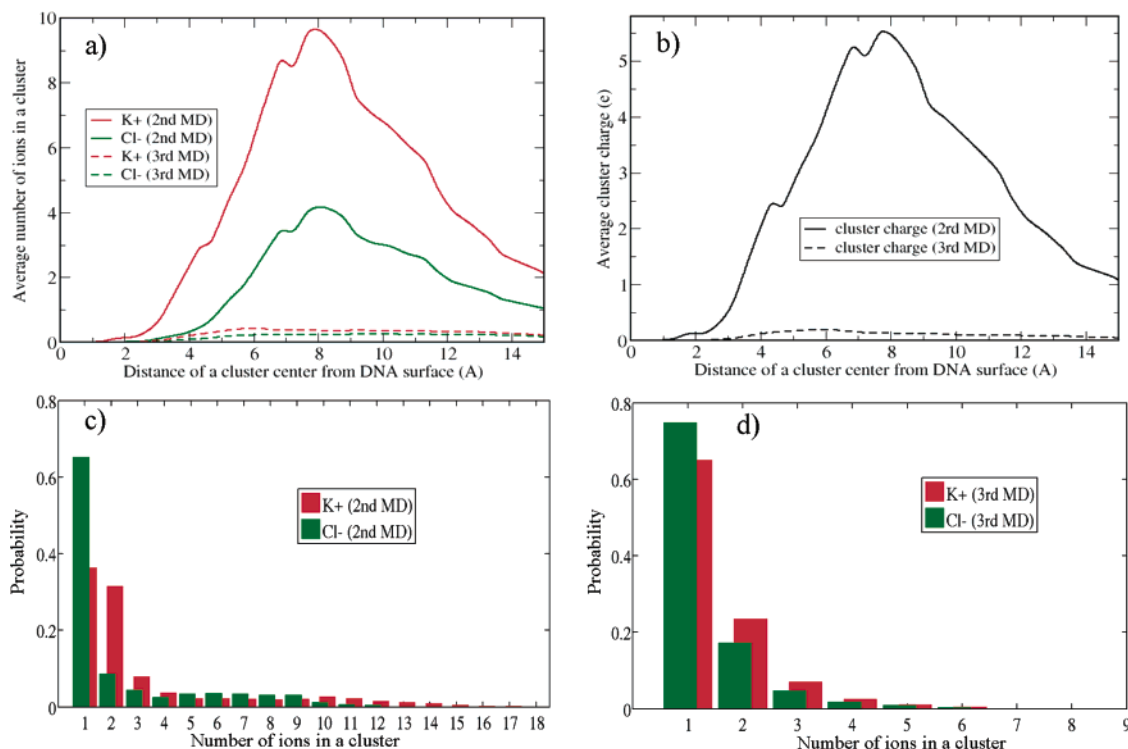 a)
Average number of ions in a cluster
10
8
6
4
2
0
K+ (2nd MD)
Cl- (2nd MD)
K+ (3rd MD)
Cl- (3rd MD)
0 2 4 6 8 10 12 14
Distance of a cluster center from DNA surface (A)
b)
Average cluster charge (e)
5
4
3
2
1
0
cluster charge (2rd MD)
cluster charge (3rd MD)
0 2 4 6 8 10 12 14
Distance of a cluster center from DNA surface (A)
c)
Probability
0.8
0.6
0.4
0.2
0
K+ (2nd MD)
Cl- (2nd MD)
1 2 3 4 5 6 7 8 9 10 11 12 13 14 15 16 17 18
Number of ions in a cluster
d)
Probability
0.8
0.6
0.4
0.2
0
K+ (3rd MD)
Cl- (3rd MD)
1 2 3 4 5 6 7 8 9
Number of ions in a cluster